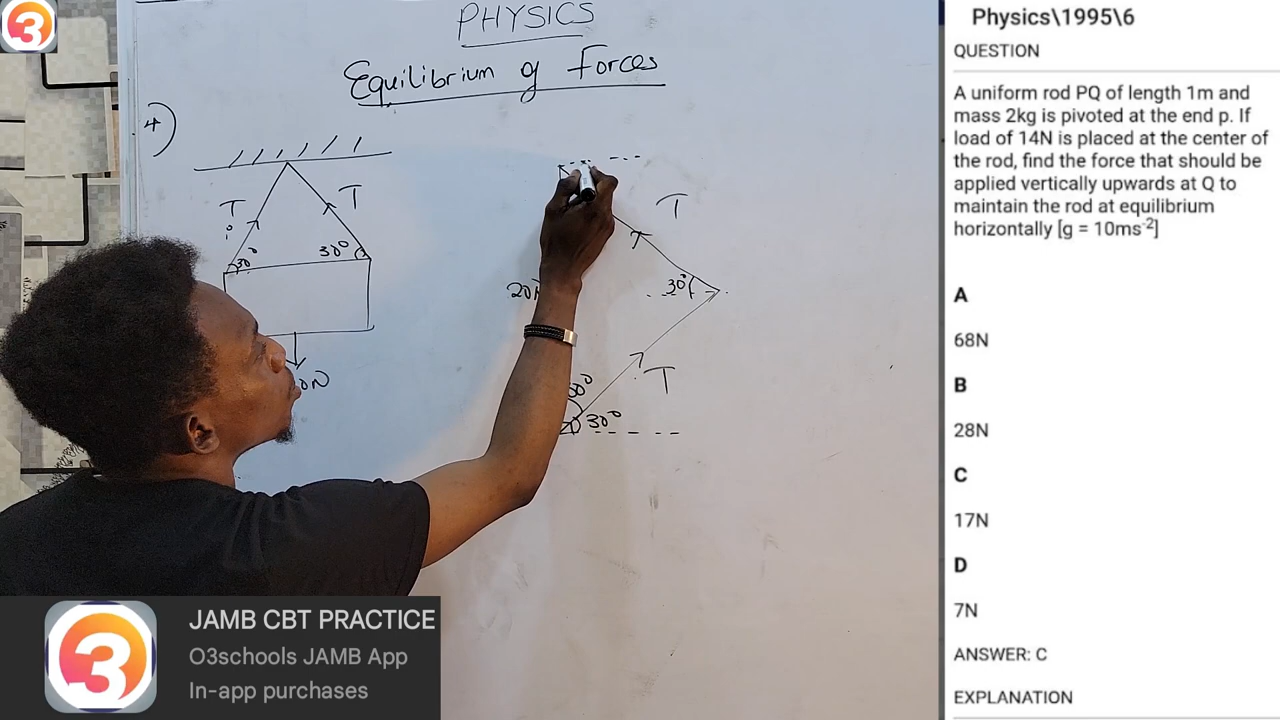 PHYSICS
Equilibrium of Forces
4)
T
T
30°
30°
T
30°
T
30°
Physics\1995\6
QUESTION
A uniform rod PQ of length 1m and
mass 2kg is pivoted at the end p. If
load of 14N is placed at the center of
the rod, find the force that should be
applied vertically upwards at Q to
maintain the rod at equilibrium
horizontally [g = 10ms⁻²]
A
68N
B
28N
C
17N
D
7N
ANSWER: C
EXPLANATION
3
JAMB CBT PRACTICE
O3schools JAMB App
In-app purchases
3